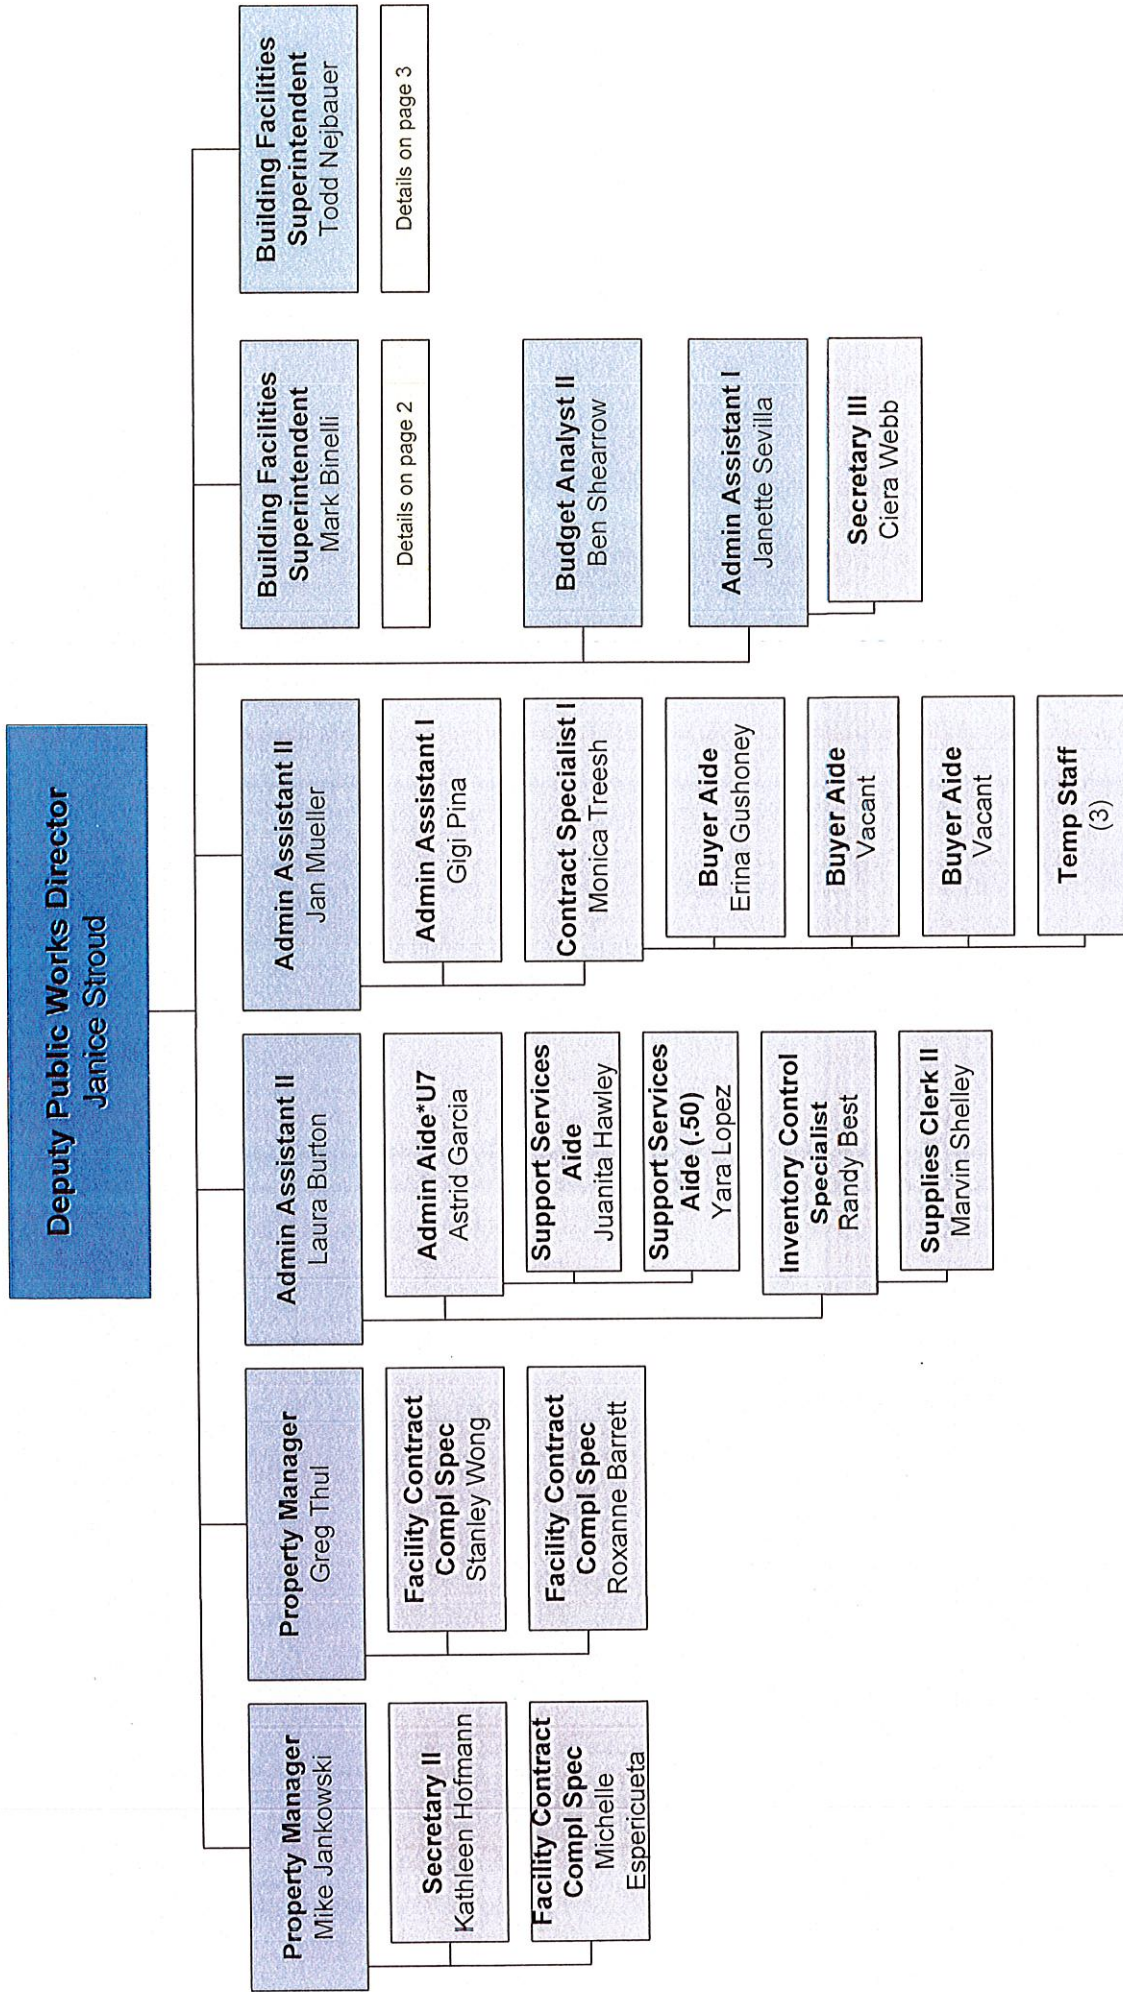 Deputy Public Works Director
Janice Stroud
Property Manager
Mike Jankowski
Secretary II
Kathleen Hofmann
Facility Contract
Compl Spec
Michelle
Espericueta
Property Manager
Greg Thul
Facility Contract
Compl Spec
Stanley Wong
Facility Contract
Compl Spec
Roxanne Barrett
Admin Assistant II
Laura Burton
Admin Aide*U7
Astrid Garcia
Support Services
Aide
Juanita Hawley
Support Services
Aide (.50)
Yara Lopez
Inventory Control
Specialist
Randy Best
Supplies Clerk II
Marvin Shelley
Admin Assistant II
Jan Mueller
Admin Assistant I
Gigi Pina
Contract Specialist I
Monica Treesh
Buyer Aide
Erina Gushoney
Buyer Aide
Vacant
Buyer Aide
Vacant
Temp Staff
(3)
Building Facilities
Superintendent
Mark Binelli
Details on page 2
Budget Analyst II
Ben Shearrow
Admin Assistant I
Janette Sevilla
Secretary III
Ciera Webb
Building Facilities
Superintendent
Todd Nejbauer
Details on page 3